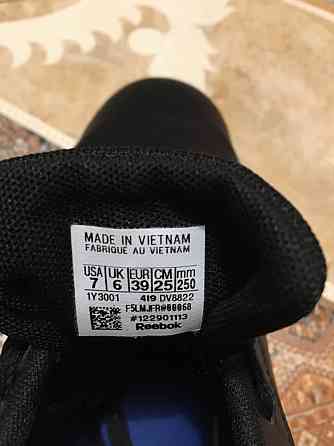 MADE IN VIETNAM
FABRIQUÉ AU VIETNAM
USA UK EUR CM mm
7 6 39 25 250
1Y3001 419 DV8822
F5LMJFR#00068
#122901113
Reebok